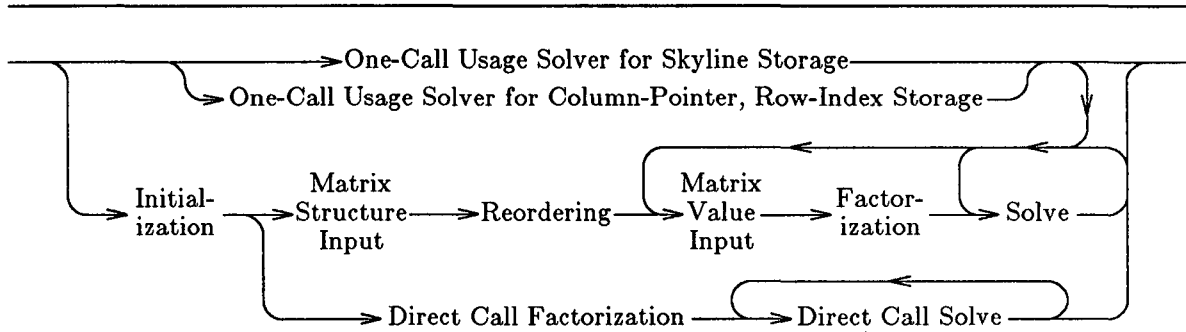 One-Call Usage Solver for Skyline Storage
One-Call Usage Solver for Column-Pointer, Row-Index Storage
Initial-
ization
Matrix
Structure
Input
Reordering
Matrix
Value
Input
Factor-
ization
Solve
Direct Call Factorization
Direct Call Solve